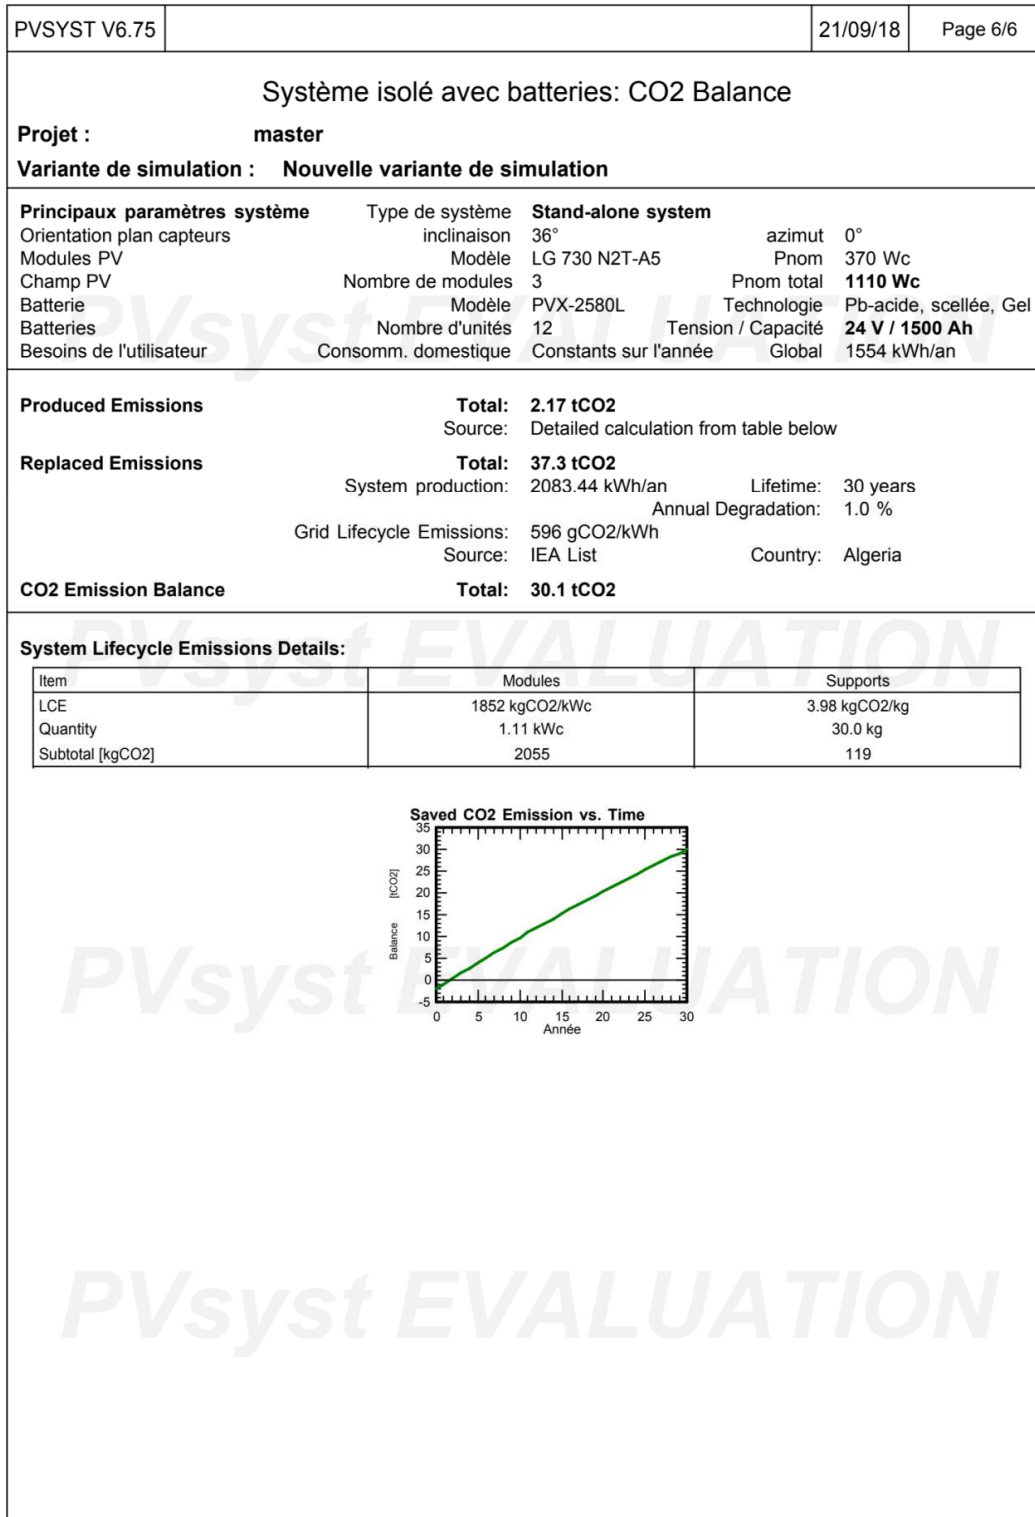 PVSYST V6.75 21/09/18 Page 6/6
Système isolé avec batteries: CO2 Balance
Projet : master
Variante de simulation : Nouvelle variante de simulation
Principaux paramètres système Type de système Stand-alone system
Orientation plan capteurs inclinaison 36° azimut 0°
Modules PV Modèle LG 730 N2T-A5 Pnom 370 Wc
Champ PV Nombre de modules 3 Pnom total 1110 Wc
Batterie Modèle PVX-2580L Technologie Pb-acide, scellée, Gel
Batteries Nombre d'unités 12 Tension / Capacité 24 V / 1500 Ah
Besoins de l'utilisateur Consomm. domestique Constants sur l'année Global 1554 kWh/an
PVsyst EVALUATION
Produced Emissions Total: 2.17 tCO2
Source: Detailed calculation from table below
Replaced Emissions Total: 37.3 tCO2
System production: 2083.44 kWh/an Lifetime: 30 years
Annual Degradation: 1.0 %
Grid Lifecycle Emissions: 596 gCO2/kWh
Source: IEA List Country: Algeria
CO2 Emission Balance Total: 30.1 tCO2
PVsyst EVALUATION
System Lifecycle Emissions Details:
Item Modules Supports
LCE 1852 kgCO2/kWc 3.98 kgCO2/kg
Quantity 1.11 kWc 30.0 kg
Subtotal [kgCO2] 2055 119
Saved CO2 Emission vs. Time
35
30
25
20
15
10
5
0
-5
Balance [tCO2]
0 5 10 15 20 25 30
Année
PVsyst EVALUATION
PVsyst EVALUATION